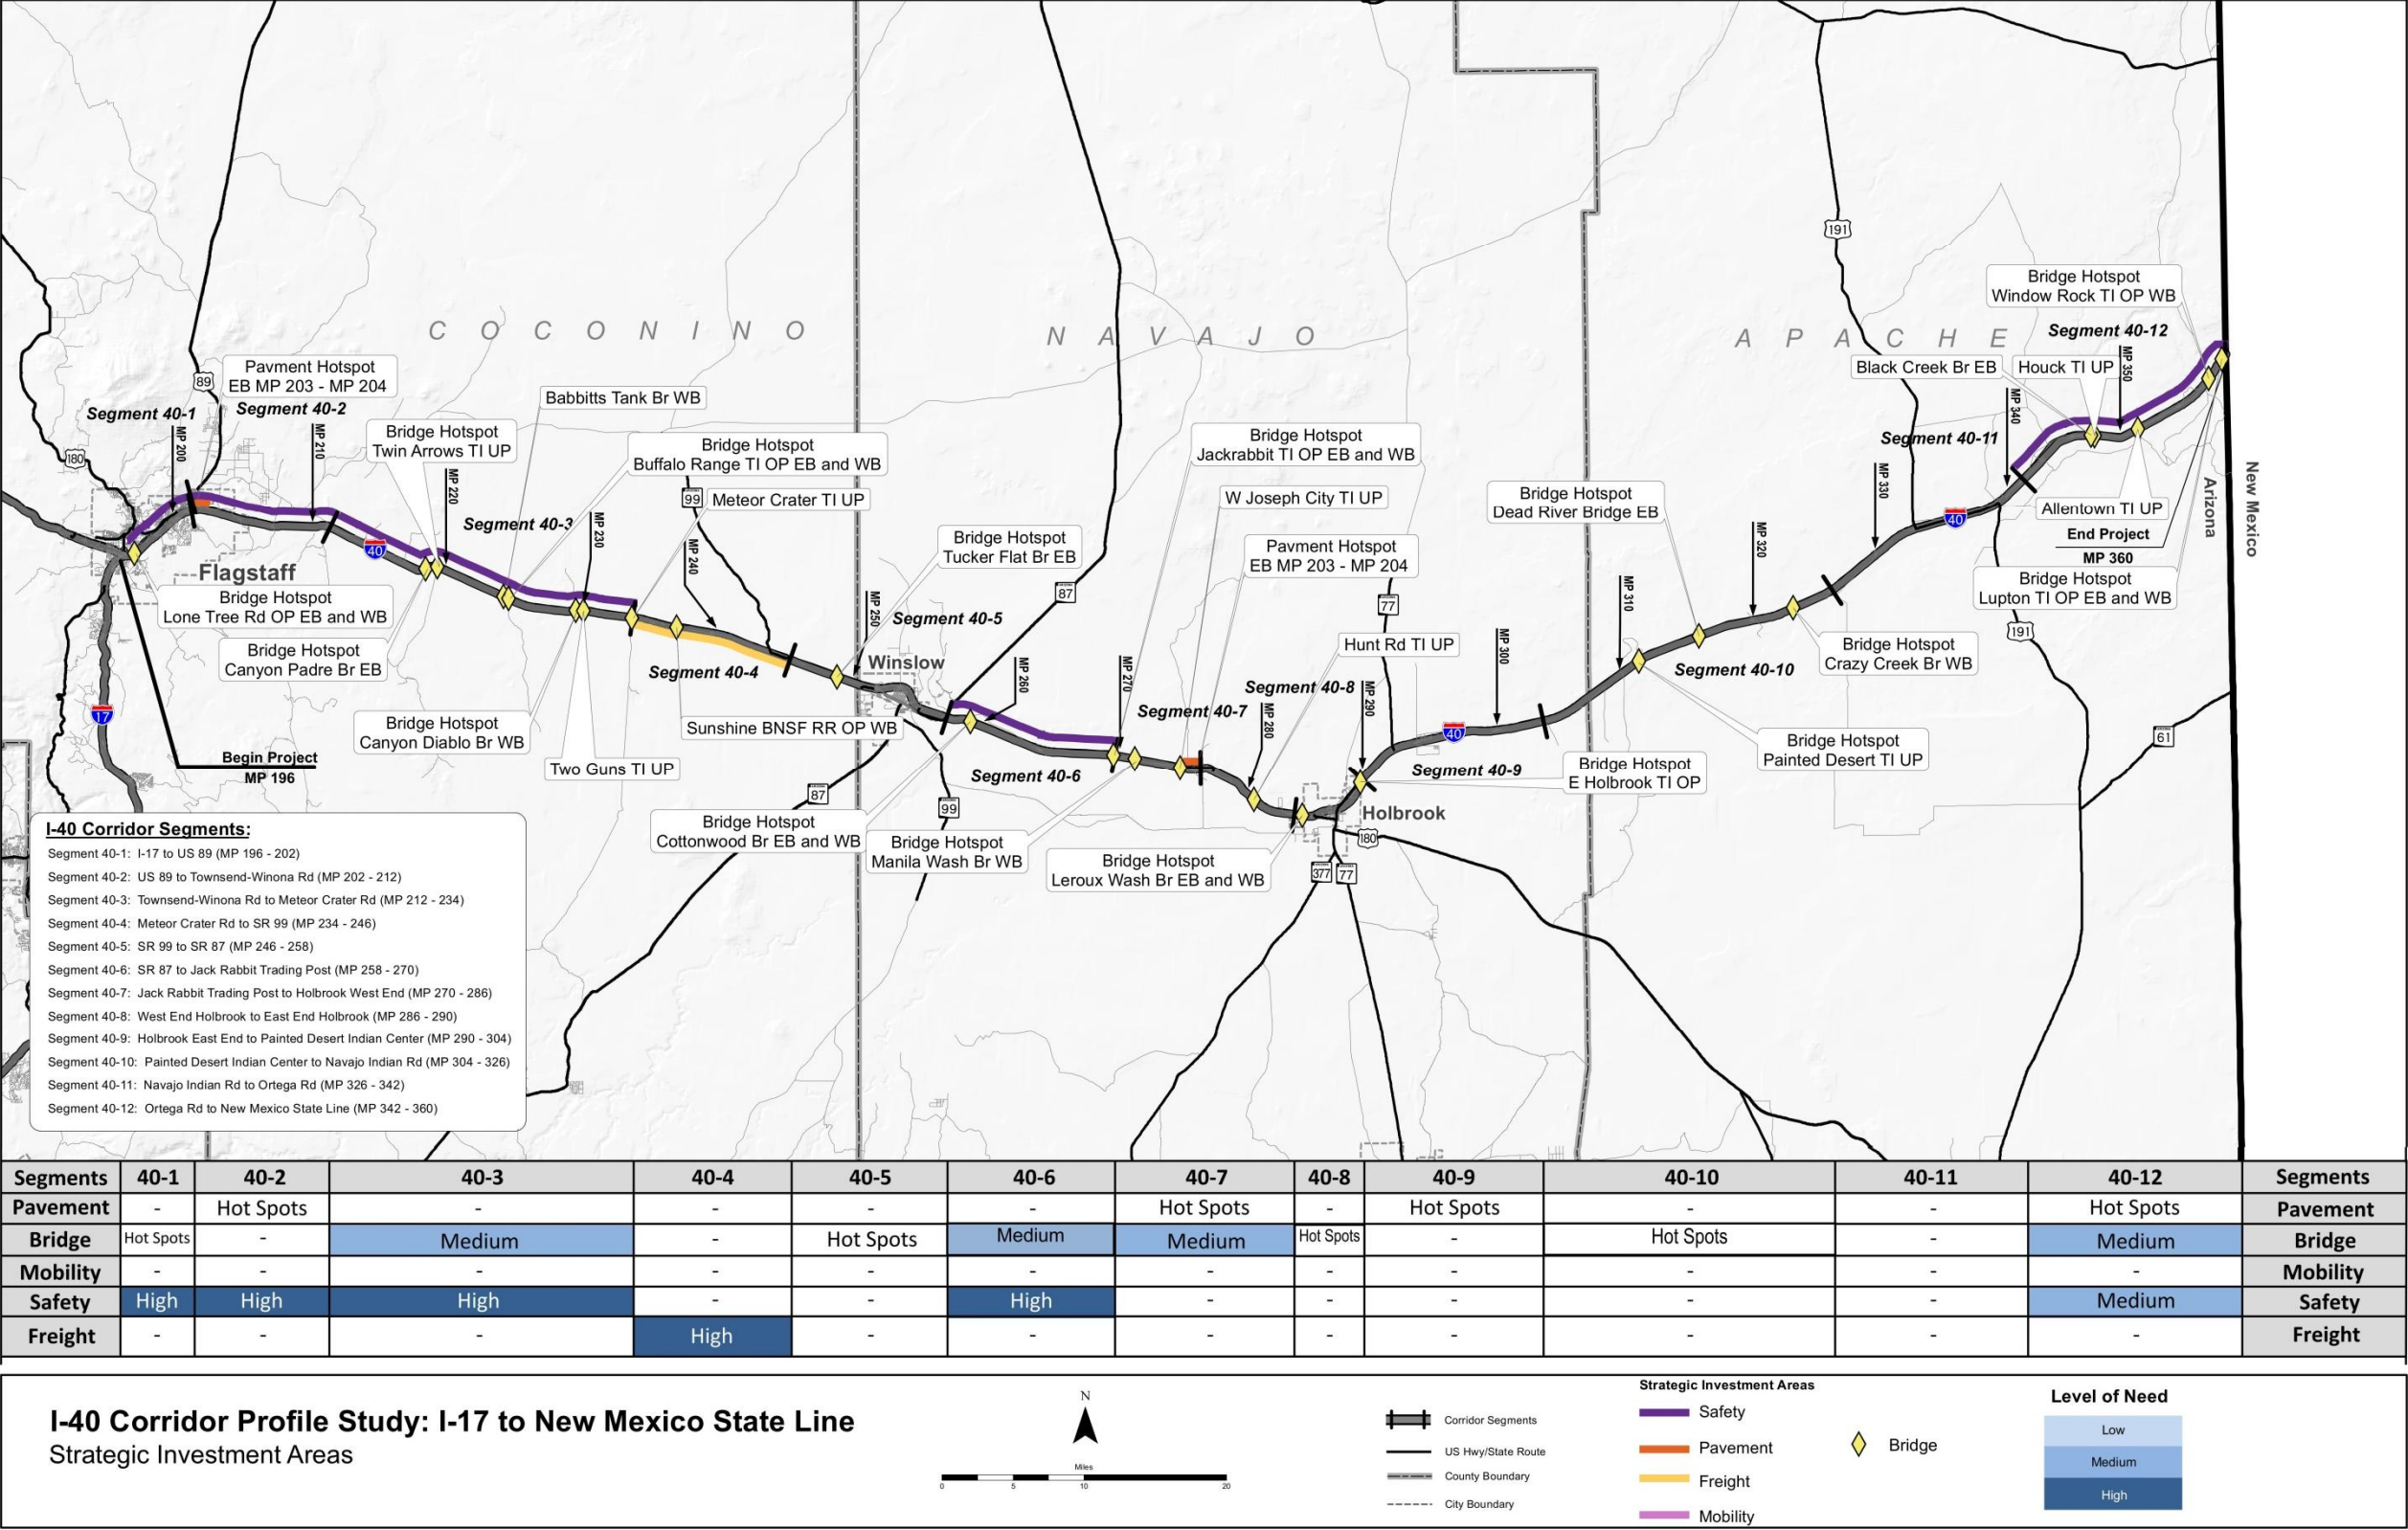 C O C O N I N O
N A V A J O
A P A C H E
191
Bridge Hotspot
Window Rock TI OP WB
Segment 40-12
Black Creek Br EB
Houck TI UP
MP 350
Pavment Hotspot
EB MP 203 - MP 204
89
Segment 40-1
Segment 40-2
MP 200
MP 210
180
Babbitts Tank Br WB
Bridge Hotspot
Twin Arrows TI UP
MP 220
Bridge Hotspot
Buffalo Range TI OP EB and WB
99
Meteor Crater TI UP
Segment 40-3
MP 230
MP 240
40
Flagstaff
Bridge Hotspot
Lone Tree Rd OP EB and WB
Bridge Hotspot
Canyon Padre Br EB
17
Begin Project
MP 196
Bridge Hotspot
Canyon Diablo Br WB
Two Guns TI UP
Segment 40-4
Sunshine BNSF RR OP WB
Bridge Hotspot
Tucker Flat Br EB
MP 250
Segment 40-5
Winslow
87
MP 260
MP 270
Segment 40-6
87
99
Bridge Hotspot
Cottonwood Br EB and WB
Bridge Hotspot
Manila Wash Br WB
Bridge Hotspot
Jackrabbit TI OP EB and WB
W Joseph City TI UP
Pavment Hotspot
EB MP 203 - MP 204
77
Hunt Rd TI UP
Segment 40-7
Segment 40-8
MP 280
MP 290
Bridge Hotspot
Leroux Wash Br EB and WB
Holbrook
180
377
77
40
MP 300
Segment 40-9
Bridge Hotspot
E Holbrook TI OP
Bridge Hotspot
Dead River Bridge EB
MP 310
MP 320
Segment 40-10
Bridge Hotspot
Painted Desert TI UP
Bridge Hotspot
Crazy Creek Br WB
MP 330
Segment 40-11
MP 340
40
Allentown TI UP
End Project
MP 360
Bridge Hotspot
Lupton TI OP EB and WB
191
61
Arizona
New Mexico
I-40 Corridor Segments:
Segment 40-1: I-17 to US 89 (MP 196 - 202)
Segment 40-2: US 89 to Townsend-Winona Rd (MP 202 - 212)
Segment 40-3: Townsend-Winona Rd to Meteor Crater Rd (MP 212 - 234)
Segment 40-4: Meteor Crater Rd to SR 99 (MP 234 - 246)
Segment 40-5: SR 99 to SR 87 (MP 246 - 258)
Segment 40-6: SR 87 to Jack Rabbit Trading Post (MP 258 - 270)
Segment 40-7: Jack Rabbit Trading Post to Holbrook West End (MP 270 - 286)
Segment 40-8: West End Holbrook to East End Holbrook (MP 286 - 290)
Segment 40-9: Holbrook East End to Painted Desert Indian Center (MP 290 - 304)
Segment 40-10: Painted Desert Indian Center to Navajo Indian Rd (MP 304 - 326)
Segment 40-11: Navajo Indian Rd to Ortega Rd (MP 326 - 342)
Segment 40-12: Ortega Rd to New Mexico State Line (MP 342 - 360)
Segments 40-1 40-2 40-3 40-4 40-5 40-6 40-7 40-8 40-9 40-10 40-11 40-12 Segments
Pavement - Hot Spots - - - - Hot Spots - Hot Spots - - Hot Spots Pavement
Bridge Hot Spots - Medium - Hot Spots Medium Medium Hot Spots - Hot Spots - Medium Bridge
Mobility - - - - - - - - - - - - Mobility
Safety High High High - - High - - - - - Medium Safety
Freight - - - High - - - - - - - - Freight
I-40 Corridor Profile Study: I-17 to New Mexico State Line
Strategic Investment Areas
N
Miles
0 5 10 20
Corridor Segments
US Hwy/State Route
County Boundary
City Boundary
Strategic Investment Areas
Safety
Pavement
Freight
Mobility
Bridge
Level of Need
Low
Medium
High